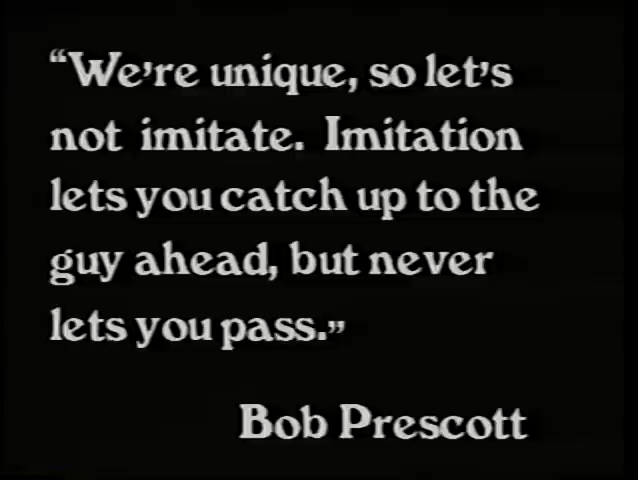 “We’re unique, so let’s
not imitate. Imitation
lets you catch up to the
guy ahead, but never
lets you pass.”
Bob Prescott